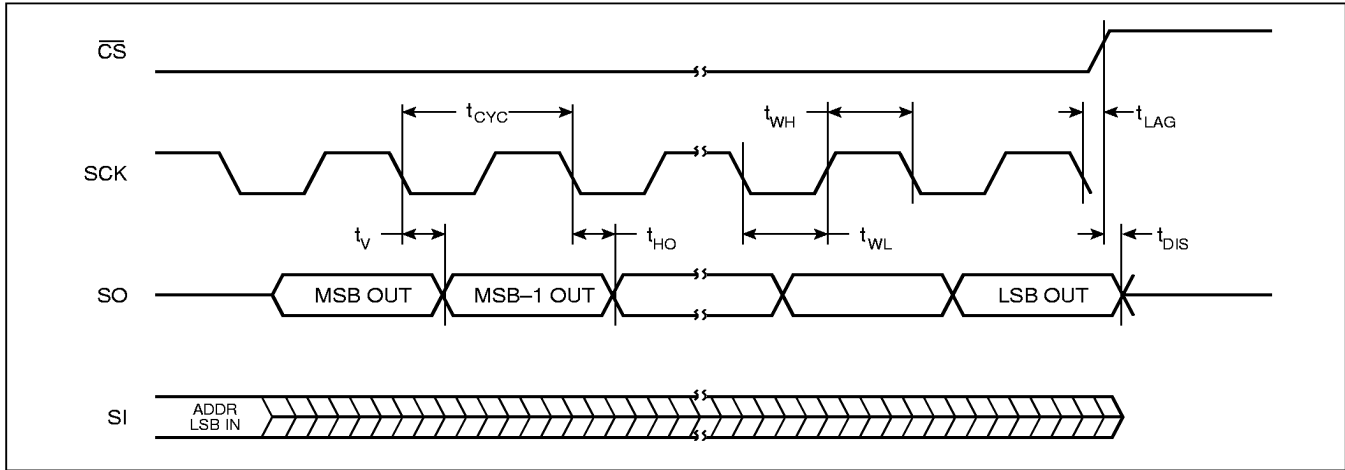 C̅S̅
tCYC
tWH
tLAG
SCK
tV
tHO
tWL
tDIS
SO
MSB OUT
MSB–1 OUT
LSB OUT
SI
ADDR
LSB IN